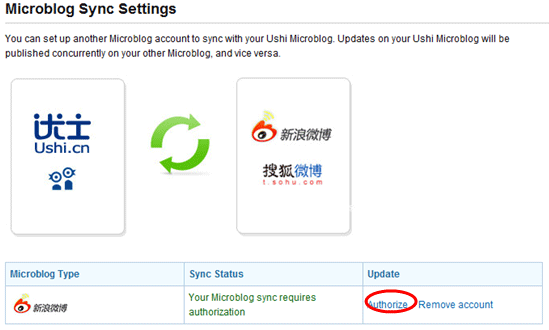 Microblog Sync Settings
You can set up another Microblog account to sync with your Ushi Microblog. Updates on your Ushi Microblog will be
published concurrently on your other Microblog, and vice versa.
优士
Ushi.cn
新浪微博
搜狐微博
t.sohu.com
Microblog Type Sync Status Update
新浪微博 Your Microblog sync requires authorization Authorize Remove account